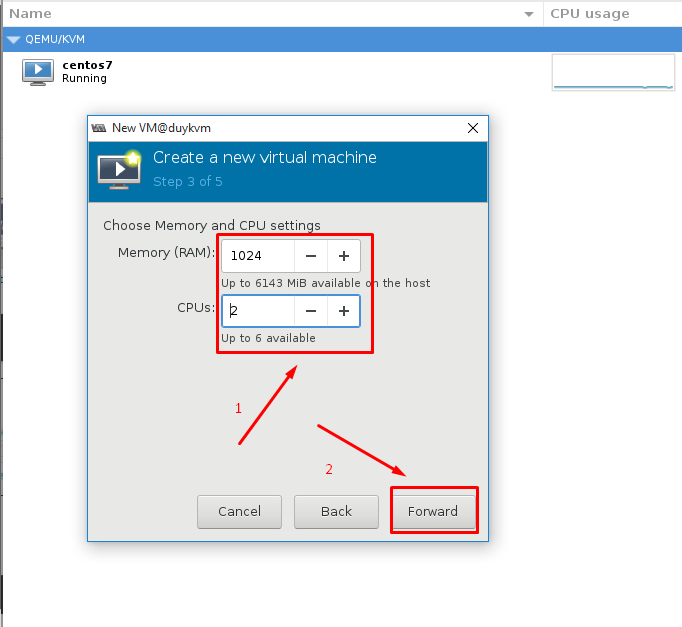 Name CPU usage
QEMU/KVM
centos7
Running
New VM@duykvm
Create a new virtual machine
Step 3 of 5
Choose Memory and CPU settings
Memory (RAM): 1024 − +
Up to 6143 MiB available on the host
CPUs: 2 − +
Up to 6 available
1
2
Cancel Back Forward